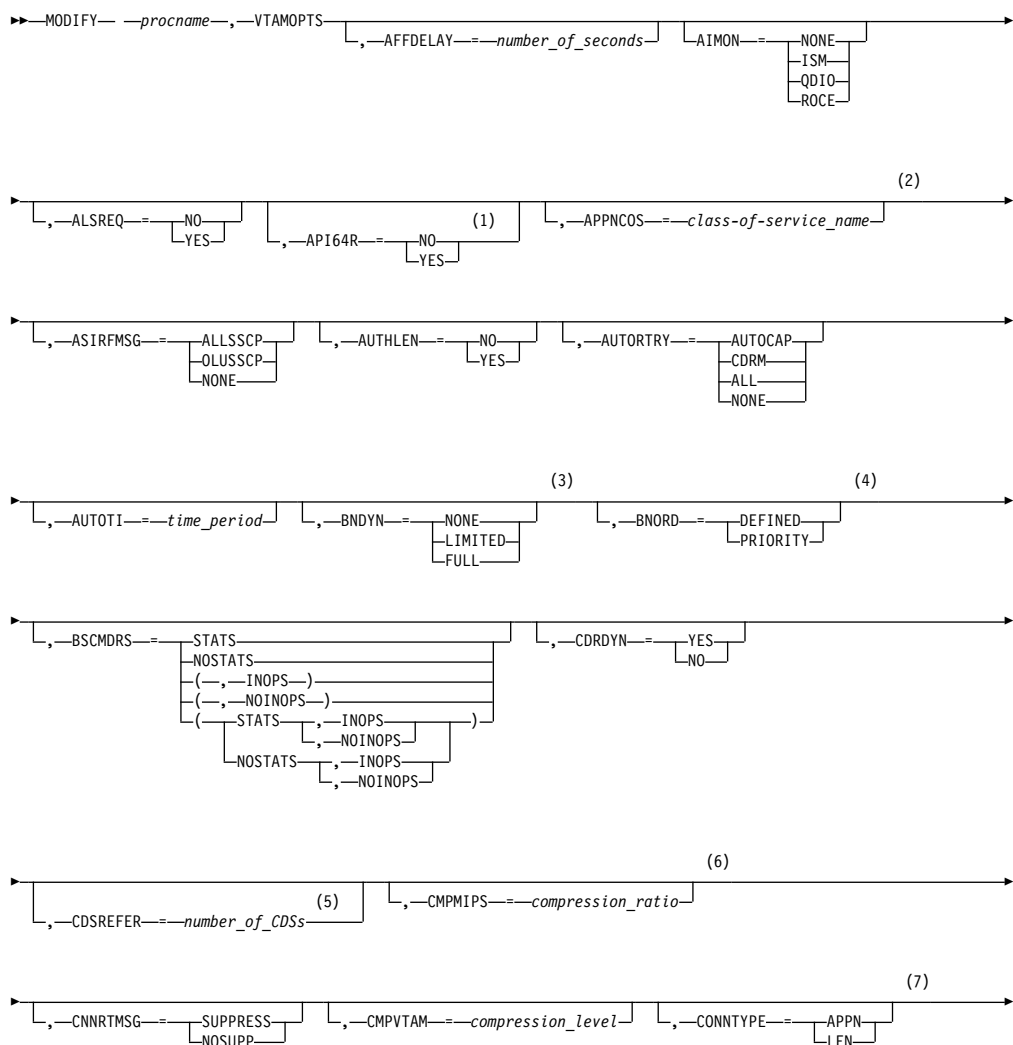 MODIFY procname , VTAMOPTS
, AFFDELAY = number_of_seconds
AIMON = NONE
ISM
QDIO
ROCE
, ALSREQ = NO
YES
, API64R = NO (1)
YES
, APPNCOS = class-of-service_name (2)
, ASIRFMSG = ALLSSCP
OLUSSCP
NONE
, AUTHLEN = NO
YES
, AUTORTRY = AUTOCAP
CDRM
ALL
NONE
, AUTOTI = time_period
, BNDYN = NONE (3)
LIMITED
FULL
, BNORD = DEFINED (4)
PRIORITY
, BSCMDRS = STATS
NOSTATS
( , INOPS )
( , NOINOPS )
( STATS , INOPS )
, NOINOPS
NOSTATS , INOPS
, NOINOPS
, CDRDYN = YES
NO
, CDSREFER = number_of_CDSs (5)
, CMPMIPS = compression_ratio (6)
, CNNRTMSG = SUPPRESS
NOSUPP
, CMPVTAM = compression_level
, CONNTYPE = APPN (7)
LEN